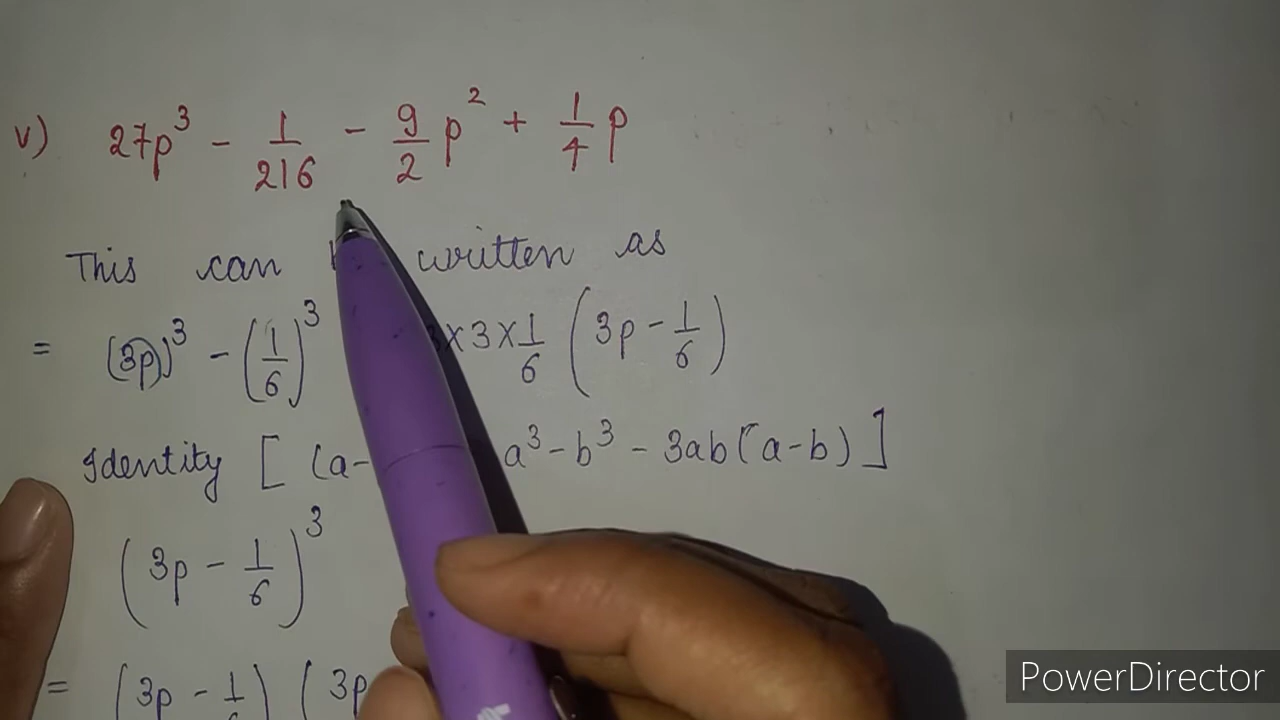 v) 27p³ - 1/216 - 9/2 p² + 1/4 p
This can written as
= (3p)³ - (1/6)³ ×3×1/6 (3p - 1/6)
Identity [ (a- a³ - b³ - 3ab(a-b) ]
(3p - 1/6)³
= (3p - 1/6) (3p
PowerDirector